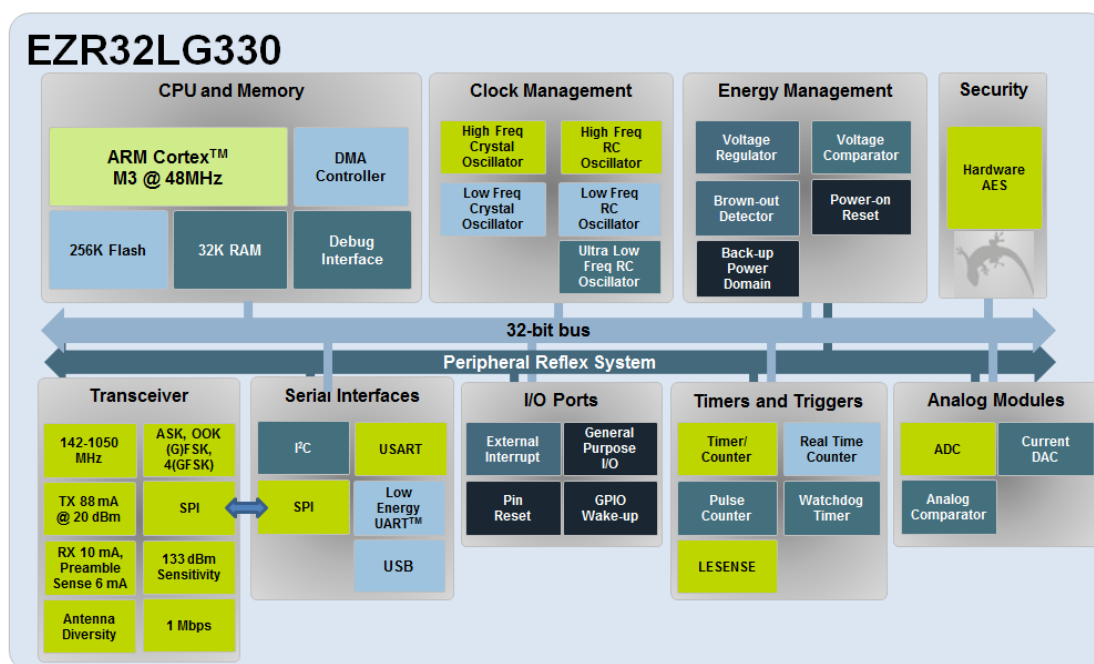 EZR32LG330
CPU and Memory
ARM Cortex™
M3 @ 48MHz
DMA
Controller
256K Flash
32K RAM
Debug
Interface
Clock Management
High Freq
Crystal
Oscillator
High Freq
RC
Oscillator
Low Freq
Crystal
Oscillator
Low Freq
RC
Oscillator
Ultra Low
Freq RC
Oscillator
Energy Management
Voltage
Regulator
Voltage
Comparator
Brown-out
Detector
Power-on
Reset
Back-up
Power
Domain
Security
Hardware
AES
32-bit bus
Peripheral Reflex System
Transceiver
142-1050
MHz
ASK, OOK
(G)FSK,
4(GFSK)
TX 88 mA
@ 20 dBm
SPI
RX 10 mA,
Preamble
Sense 6 mA
133 dBm
Sensitivity
Antenna
Diversity
1 Mbps
Serial Interfaces
I²C
USART
SPI
Low
Energy
UART™
USB
I/O Ports
External
Interrupt
General
Purpose
I/O
Pin
Reset
GPIO
Wake-up
Timers and Triggers
Timer/
Counter
Real Time
Counter
Pulse
Counter
Watchdog
Timer
LESENSE
Analog Modules
ADC
Current
DAC
Analog
Comparator